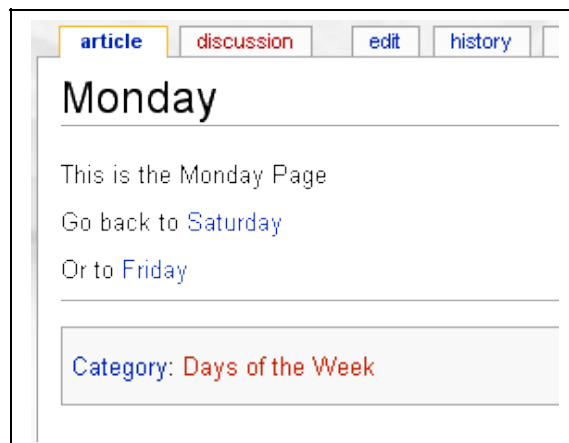 article discussion edit history
Monday
This is the Monday Page
Go back to Saturday
Or to Friday
Category: Days of the Week